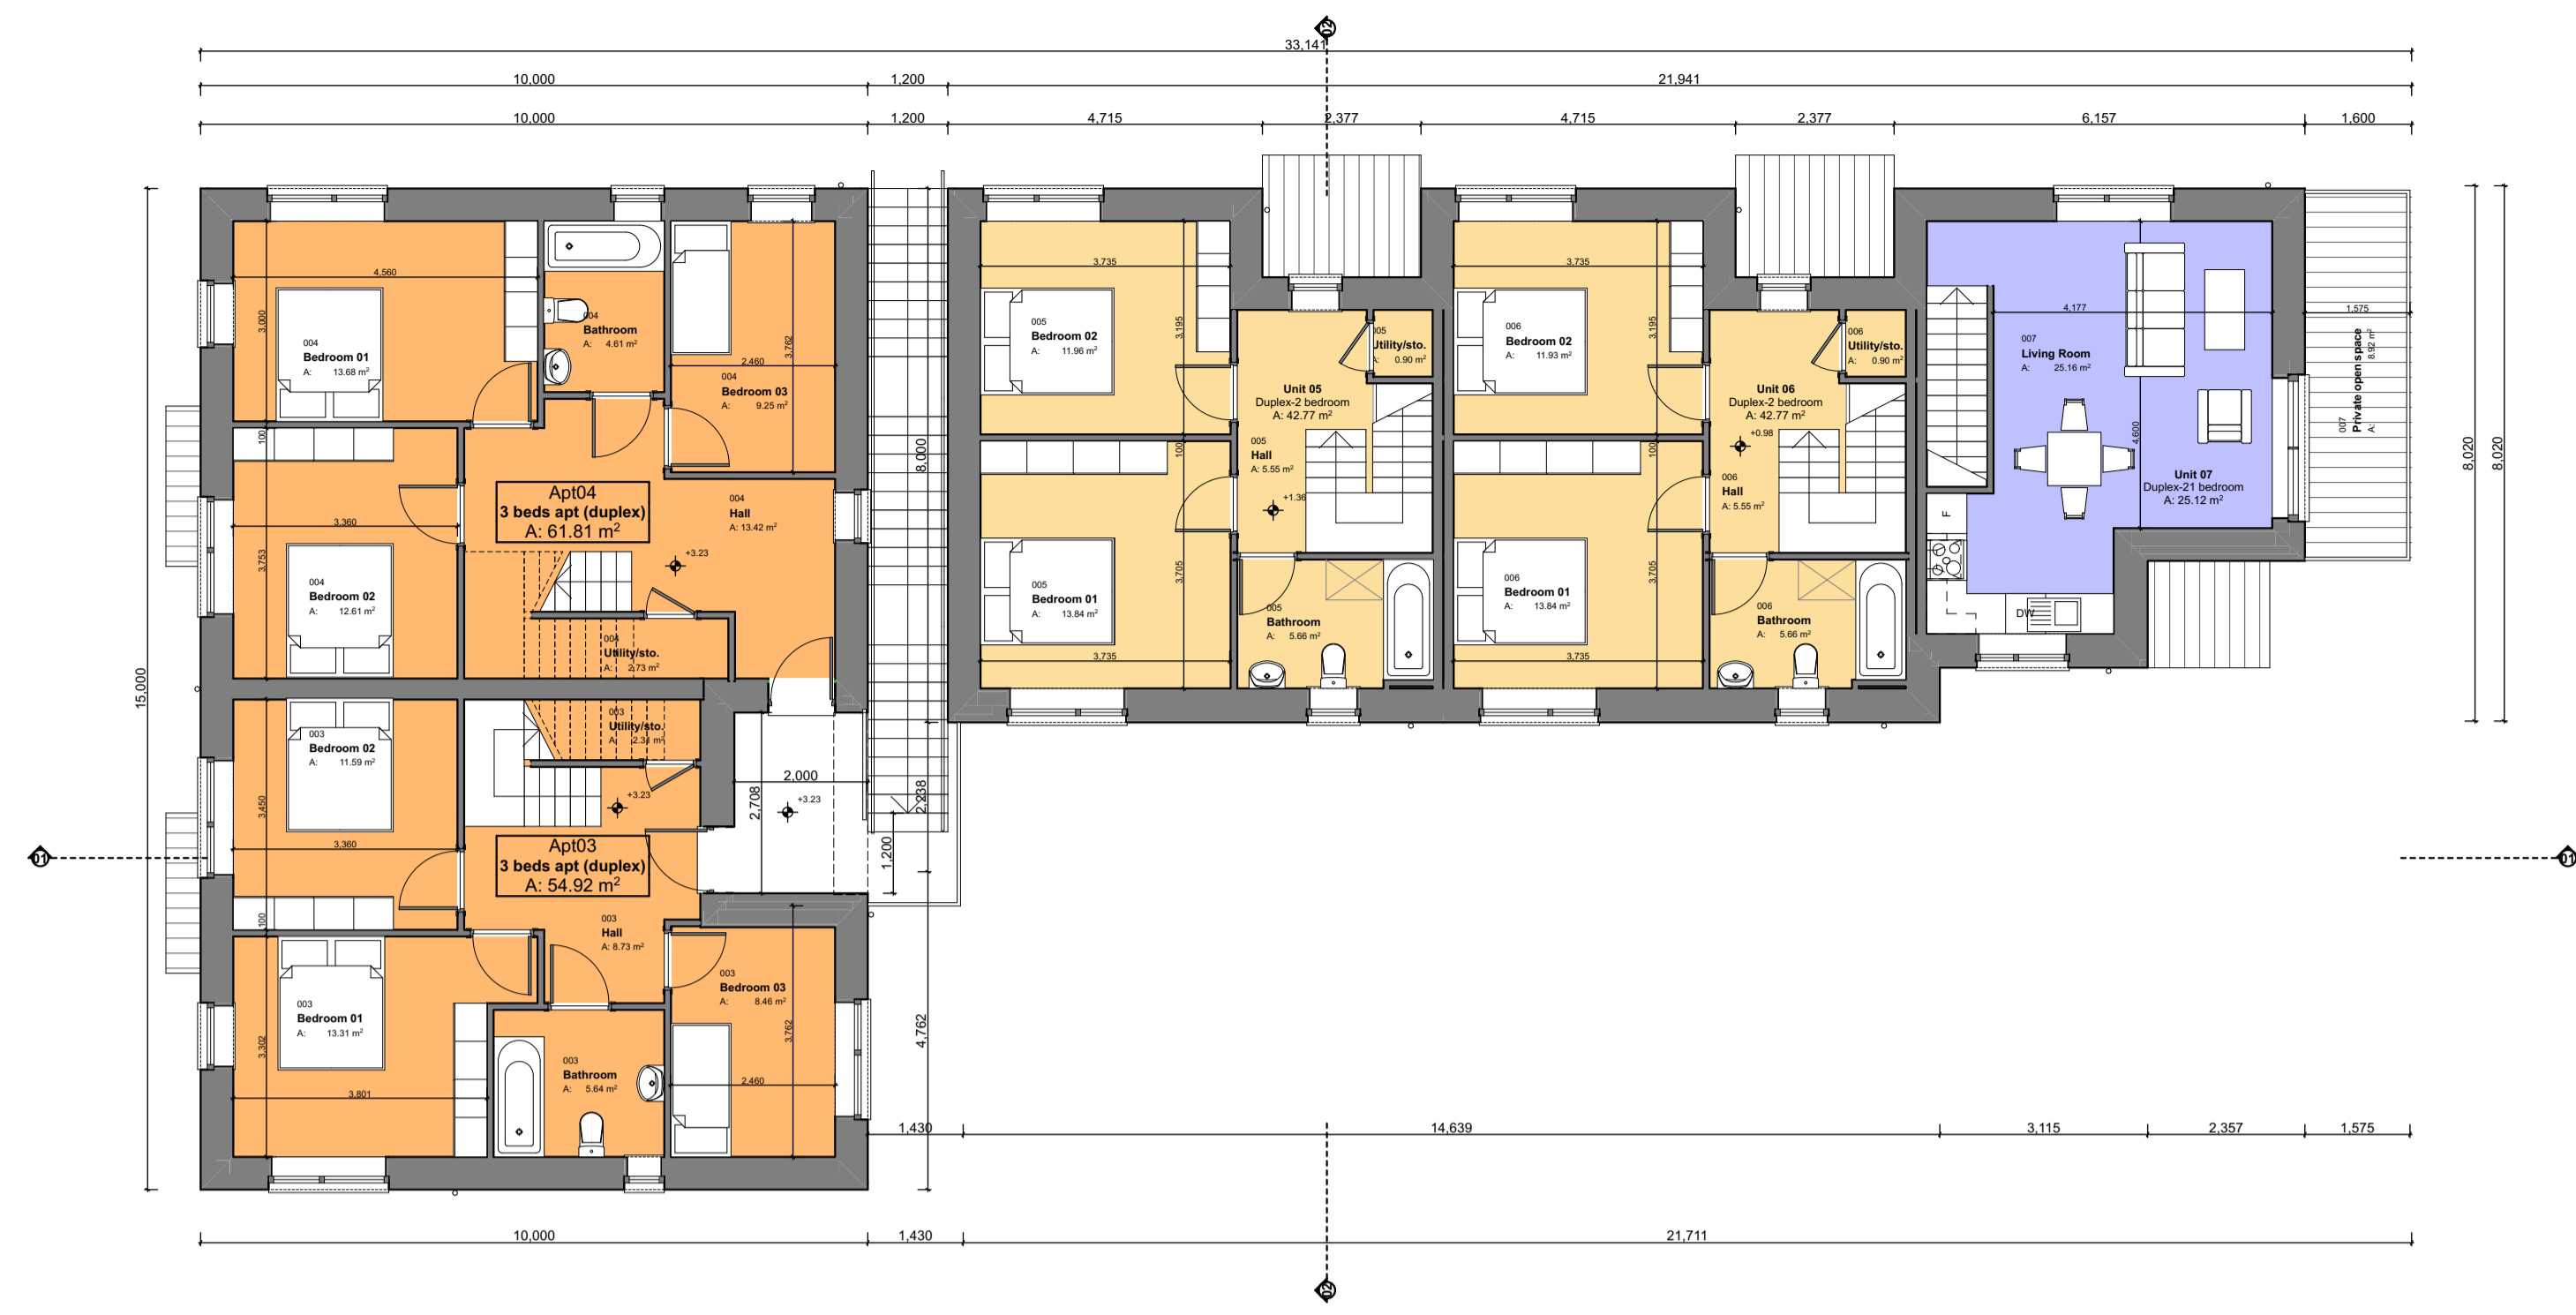 02
33,141
10,000 1,200 21,941
10,000 1,200 4,715 2,377 4,715 2,377 6,157 1,600
15,000
4,560
3,000
004
Bedroom 01
A: 13.68 m²
004
Bathroom
A: 4.61 m²
3,762
2,460
004
Bedroom 03
A: 9.25 m²
100
3,360
3,753
004
Bedroom 02
A: 12.61 m²
Apt04
3 beds apt (duplex)
A: 61.81 m²
004
Hall
A: 13.42 m²
+3.23
004
Utility/sto.
A: 2.73 m²
003
Utility/sto.
003
Bedroom 02
A: 11.59 m²
3,450
3,360
100
+3.23
Apt03
3 beds apt (duplex)
A: 54.92 m²
003
Hall
A: 8.73 m²
2,000
2,708
+3.23
003
Bedroom 01
A: 13.31 m²
3,302
3,801
003
Bathroom
A: 5.64 m²
003
Bedroom 03
A: 8.46 m²
3,762
2,460
8,000
2,238
1,200
4,762
3,735
3,195
005
Bedroom 02
A: 11.96 m²
100
005
Bedroom 01
A: 13.84 m²
3,705
3,735
005
Utility/sto.
A: 0.90 m²
Unit 05
Duplex-2 bedroom
A: 42.77 m²
005
Hall
A: 5.55 m²
+1.36
005
Bathroom
A: 5.66 m²
3,735
3,195
006
Bedroom 02
A: 11.93 m²
100
006
Bedroom 01
A: 13.84 m²
3,705
3,735
006
Utility/sto.
A: 0.90 m²
Unit 06
Duplex-2 bedroom
A: 42.77 m²
+0.98
006
Hall
A: 5.55 m²
006
Bathroom
A: 5.66 m²
4,177
007
Living Room
A: 25.16 m²
4,600
Unit 07
Duplex-21 bedroom
A: 25.12 m²
F
DW
1,575
007
Private open space
A: 8.92 m²
8,020
8,020
01
01
1,430 14,639 3,115 2,357 1,575
10,000 1,430 21,711
02